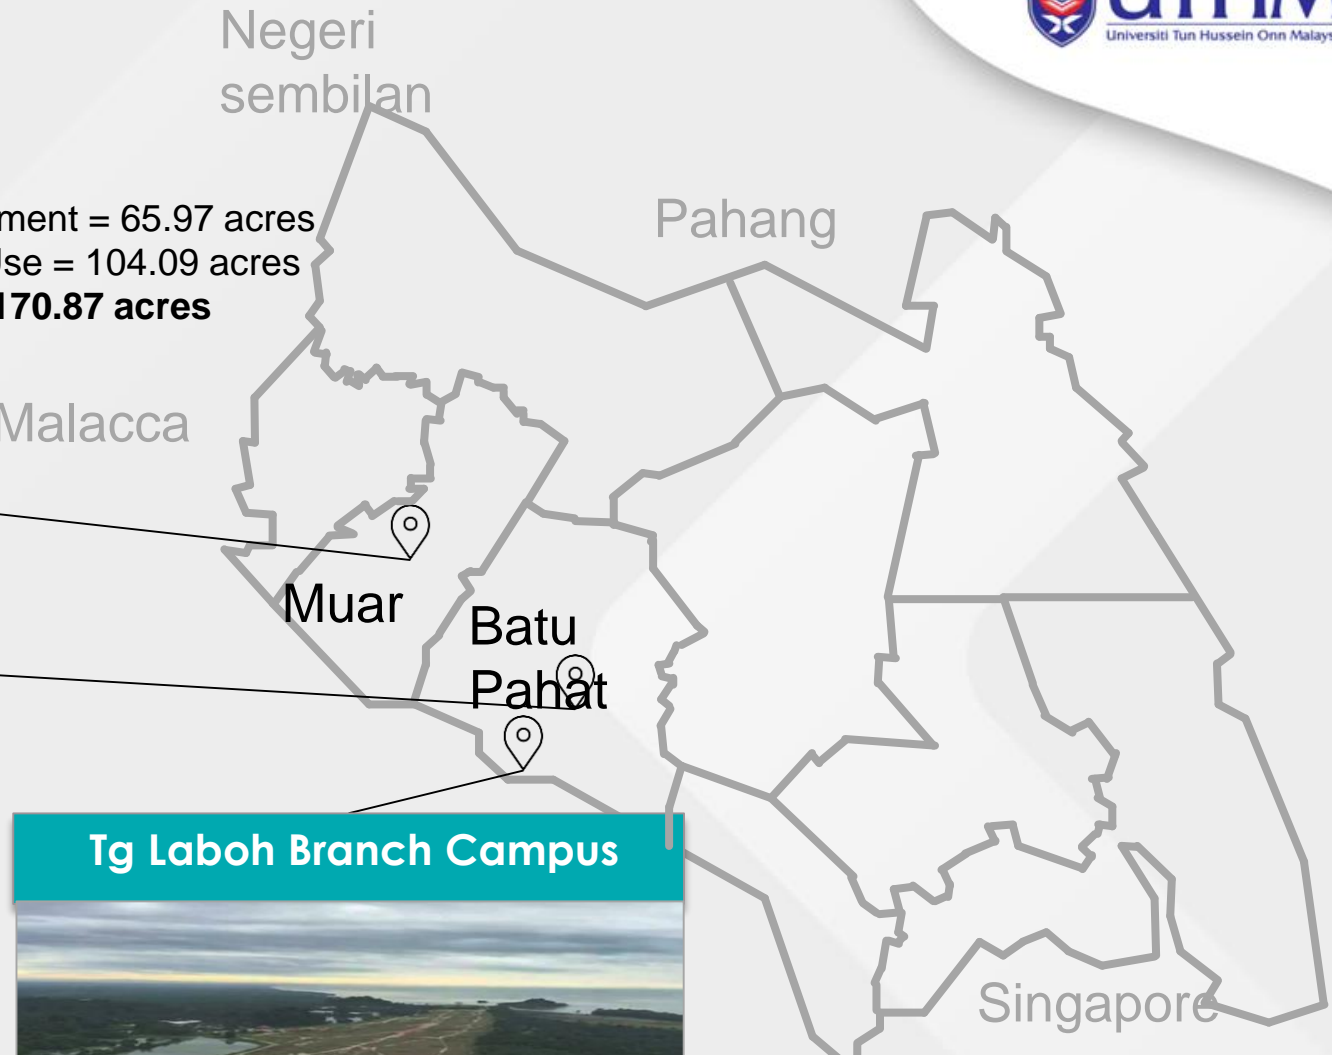 Negeri
sembilan
Universiti Tun Hussein Onn Malays
ment = 65.97 acres
Use = 104.09 acres
170.87 acres
Pahang
Malacca
Muar
Batu
Pahat
Tg Laboh Branch Campus
Singapore